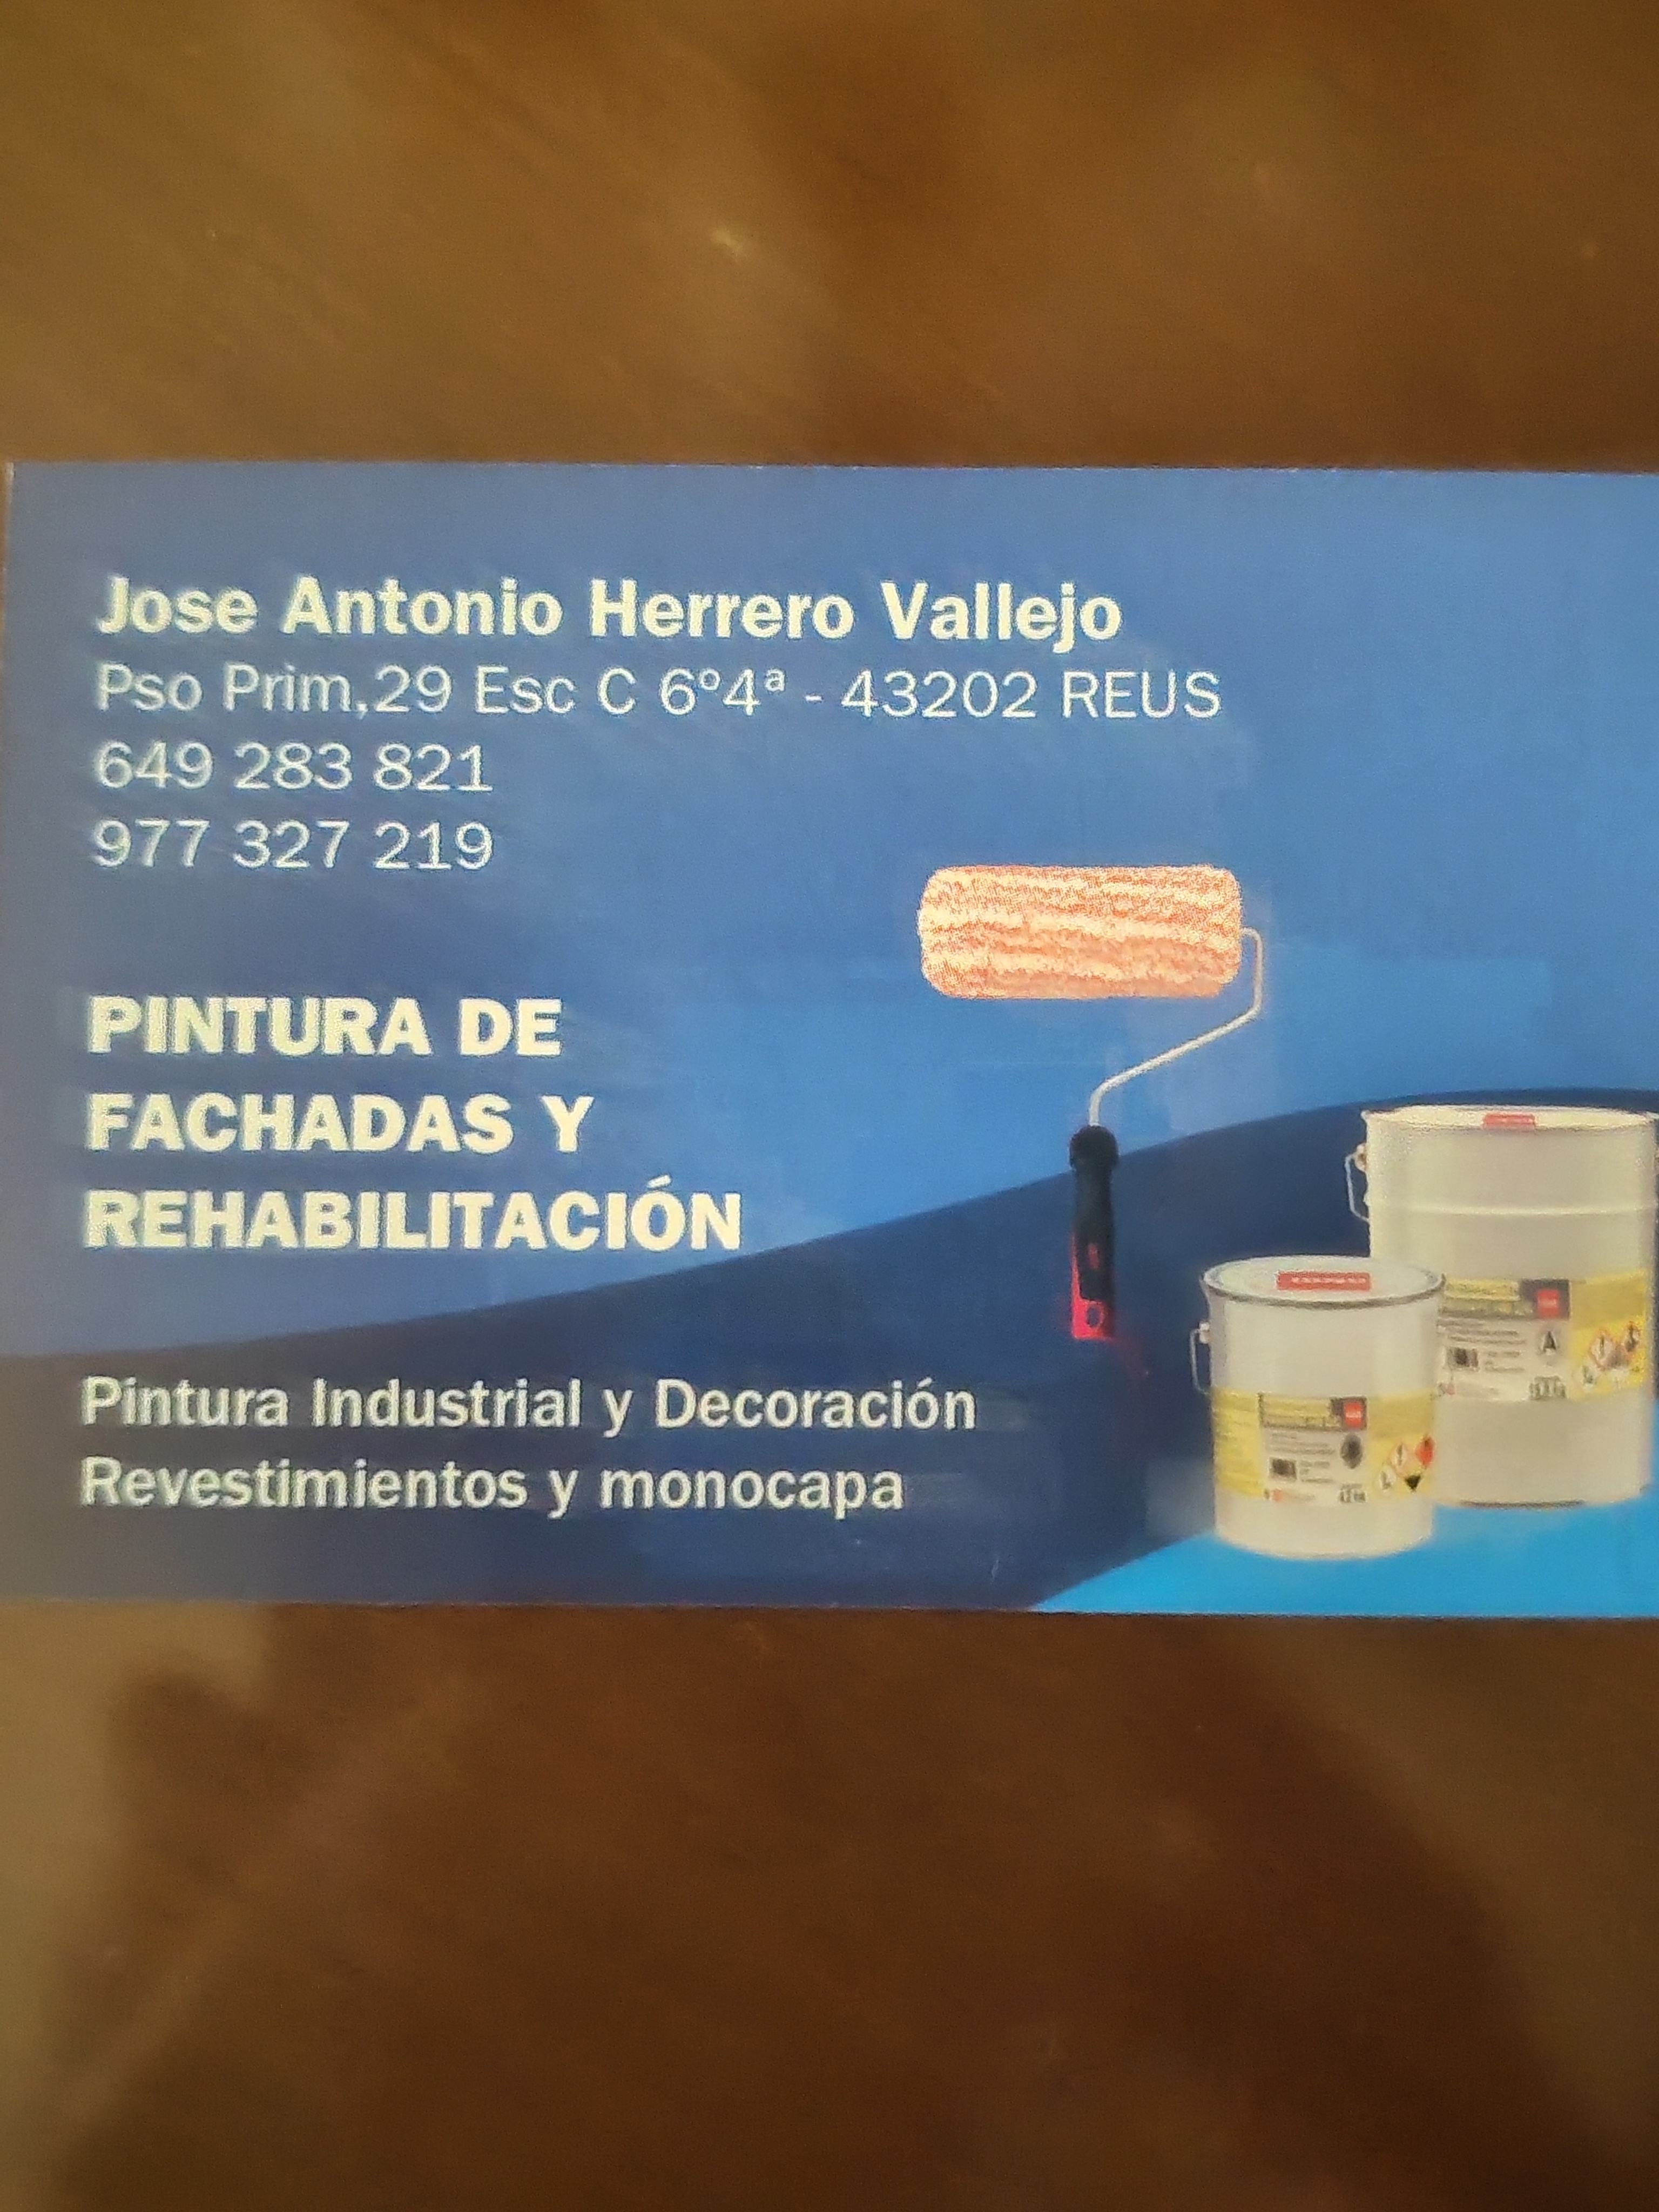 Jose Antonio Herrero Vallejo
Pso Prim,29 Esc C 6º4ª - 43202 REUS
649 283 821
977 327 219
PINTURA DE
FACHADAS Y
REHABILITACIÓN
Pintura Industrial y Decoración
Revestimientos y monocapa